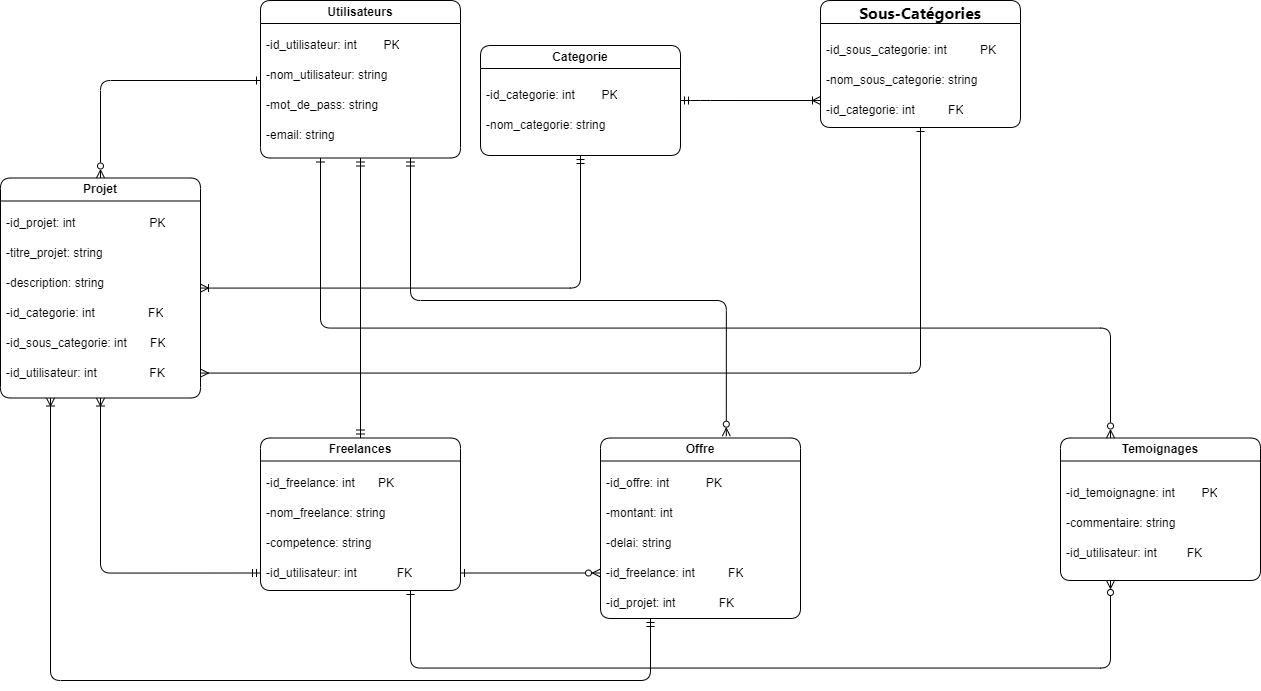 Utilisateurs
-id_utilisateur: int PK
-nom_utilisateur: string
-mot_de_pass: string
-email: string
Categorie
-id_categorie: int PK
-nom_categorie: string
Sous-Catégories
-id_sous_categorie: int PK
-nom_sous_categorie: string
-id_categorie: int FK
Projet
-id_projet: int PK
-titre_projet: string
-description: string
-id_categorie: int FK
-id_sous_categorie: int FK
-id_utilisateur: int FK
Freelances
-id_freelance: int PK
-nom_freelance: string
-competence: string
-id_utilisateur: int FK
Offre
-id_offre: int PK
-montant: int
-delai: string
-id_freelance: int FK
-id_projet: int FK
Temoignages
-id_temoignagne: int PK
-commentaire: string
-id_utilisateur: int FK